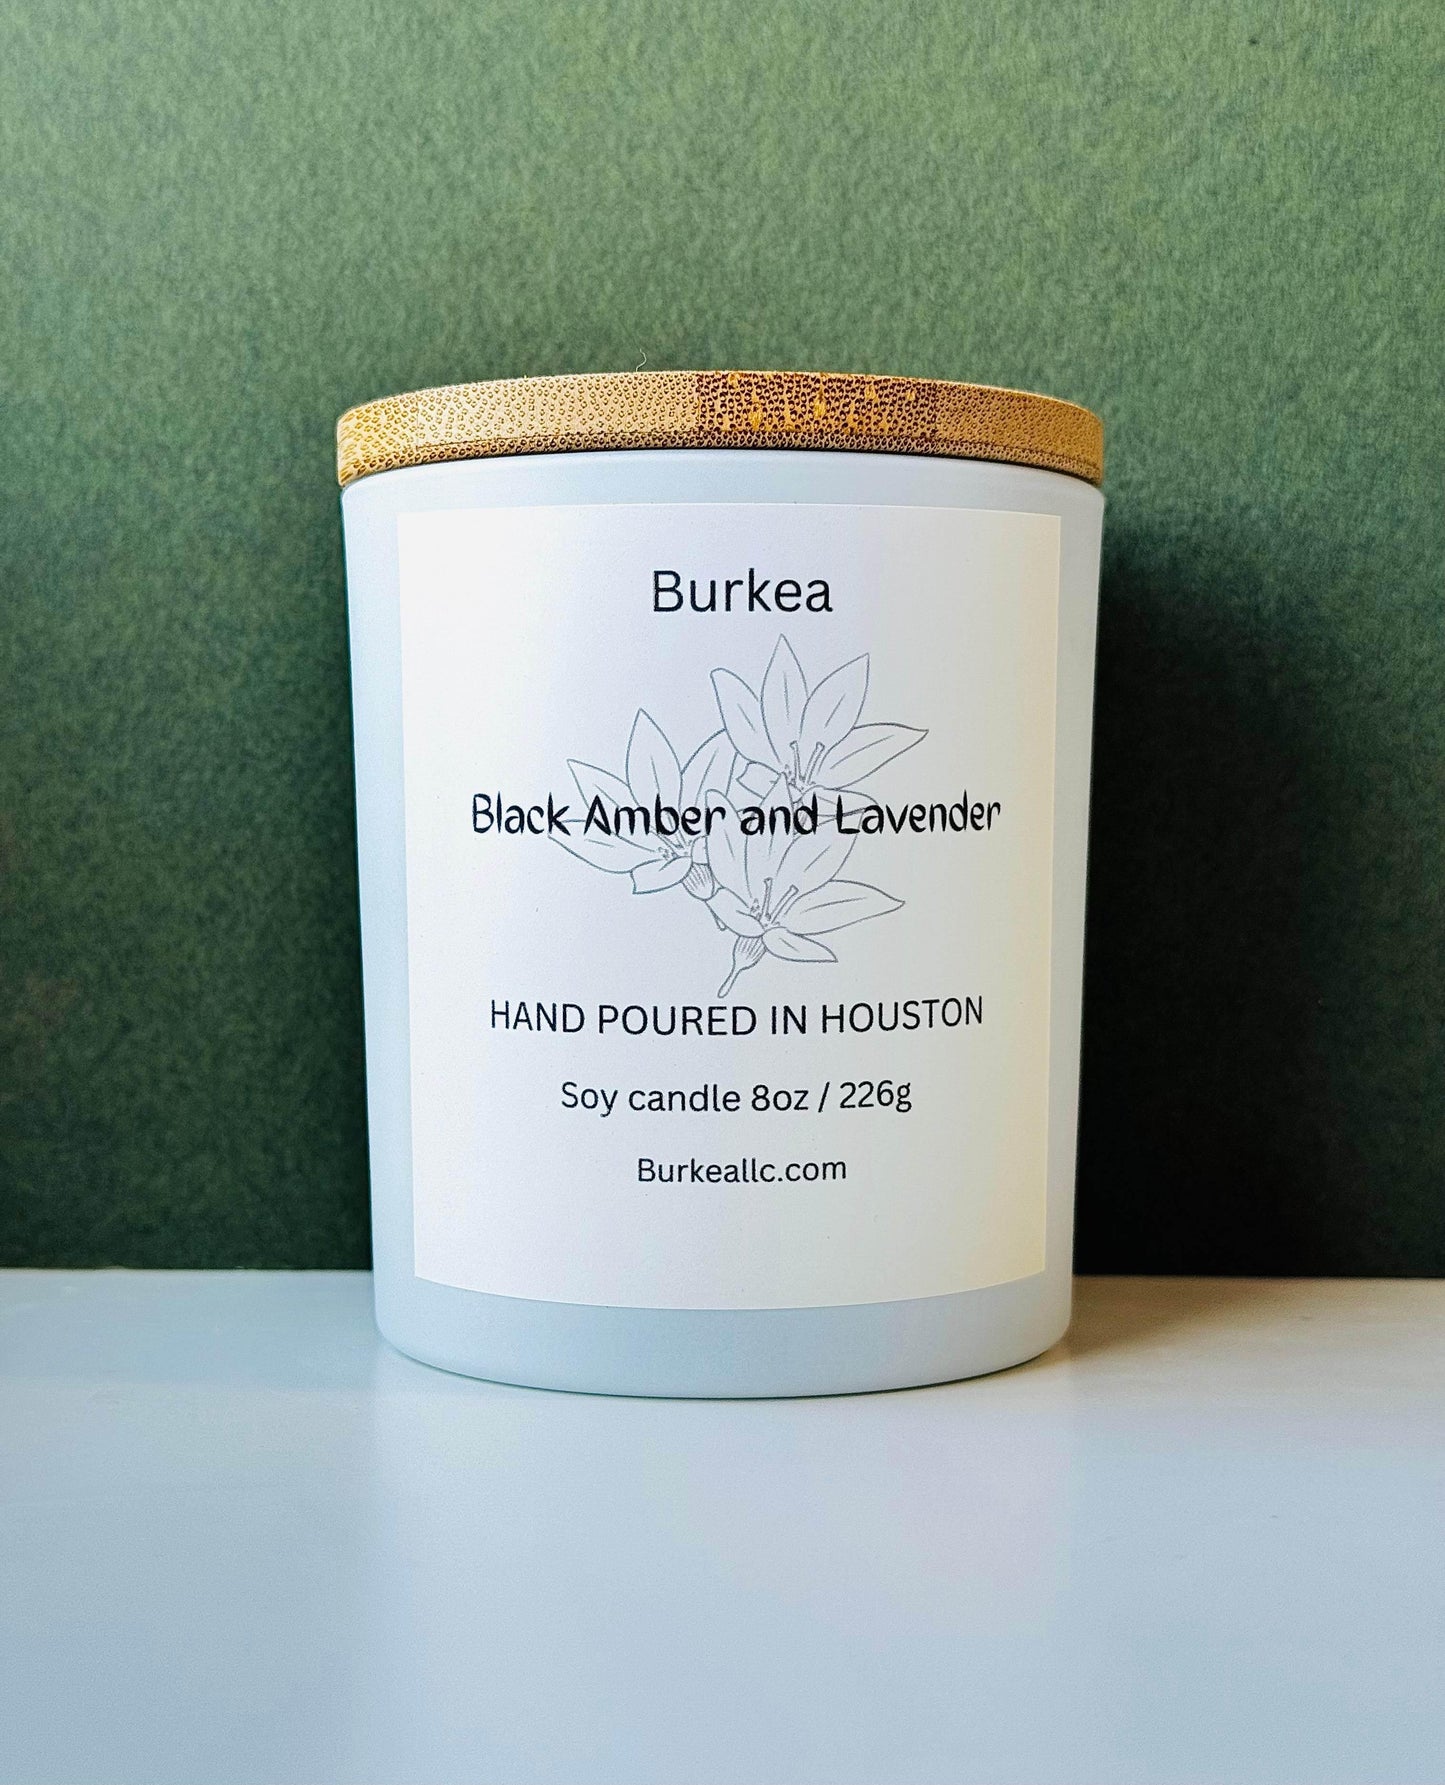 Burkea
Black Amber and Lavender
HAND POURED IN HOUSTON
Soy candle 8oz / 226g
Burkeallc.com